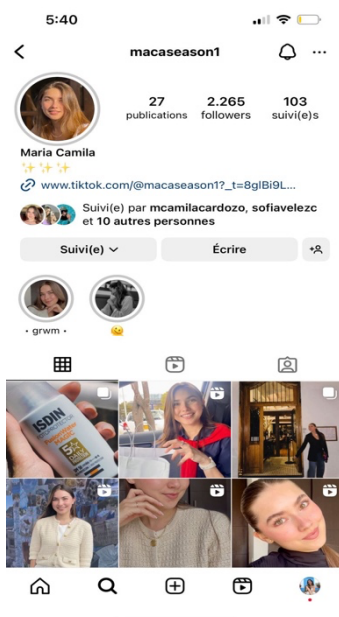 5:40
macaseason1
27 2.265 103
publications followers suivi(e)s
Maria Camila
www.tiktok.com/@macaseason1?_t=8glBi9L...
Suivi(e) par mcamilacardozo, sofiavelezc
et 10 autres personnes
Suivi(e) Écrire
• grwm •
ISDIN